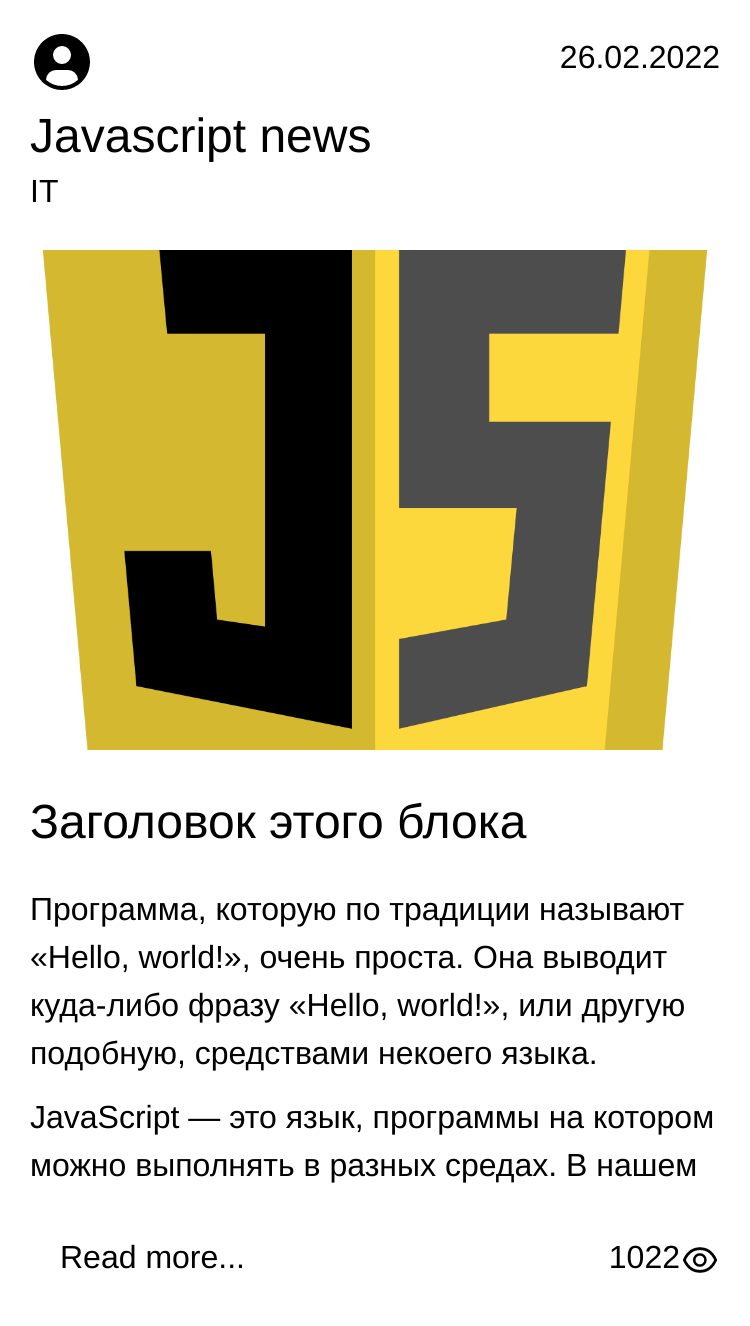 26.02.2022
Javascript news
IT
JS
Заголовок этого блока
Программа, которую по традиции называют
«Hello, world!», очень проста. Она выводит
куда-либо фразу «Hello, world!», или другую
подобную, средствами некоего языка.
JavaScript — это язык, программы на котором
можно выполнять в разных средах. В нашем
Read more...
1022